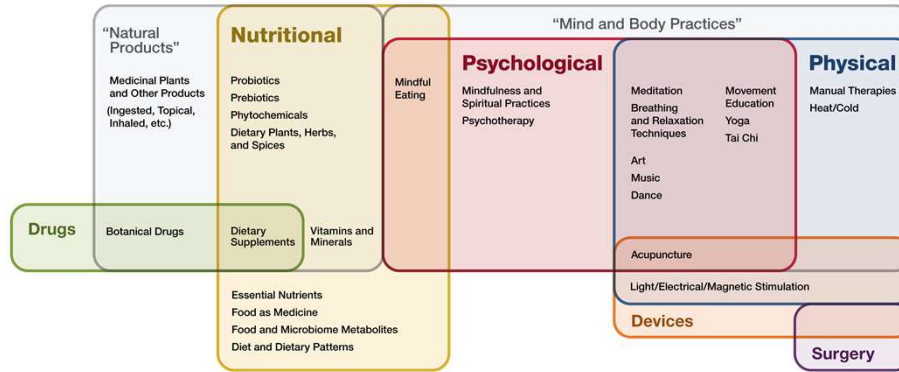 “Natural
Products”
Medicinal Plants
and Other Products
(Ingested, Topical,
Inhaled, etc.)
Nutritional
Probiotics
Prebiotics
Phytochemicals
Dietary Plants, Herbs,
and Spices
“Mind and Body Practices”
Mindful
Eating
Psychological
Mindfulness and
Spiritual Practices
Psychotherapy
Meditation
Breathing
and Relaxation
Techniques
Art
Music
Dance
Movement
Education
Yoga
Tai Chi
Physical
Manual Therapies
Heat/Cold
Drugs
Botanical Drugs
Dietary
Supplements
Vitamins and
Minerals
Acupuncture
Light/Electrical/Magnetic Stimulation
Essential Nutrients
Food as Medicine
Food and Microbiome Metabolites
Diet and Dietary Patterns
Devices
Surgery